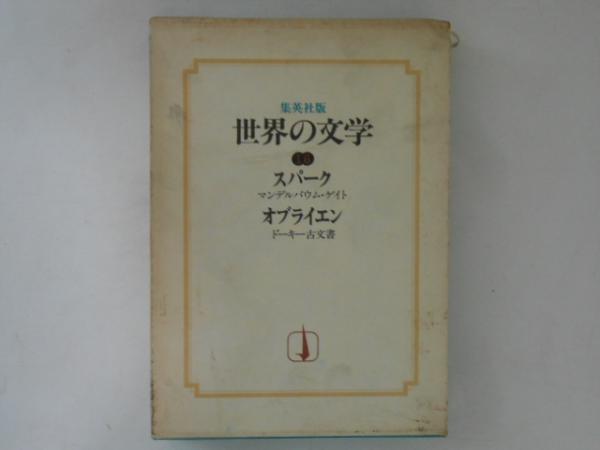 集英社版
世界の文学
16
スパーク
マンデルバウム・ゲイト
オブライエン
ドーキー古文書